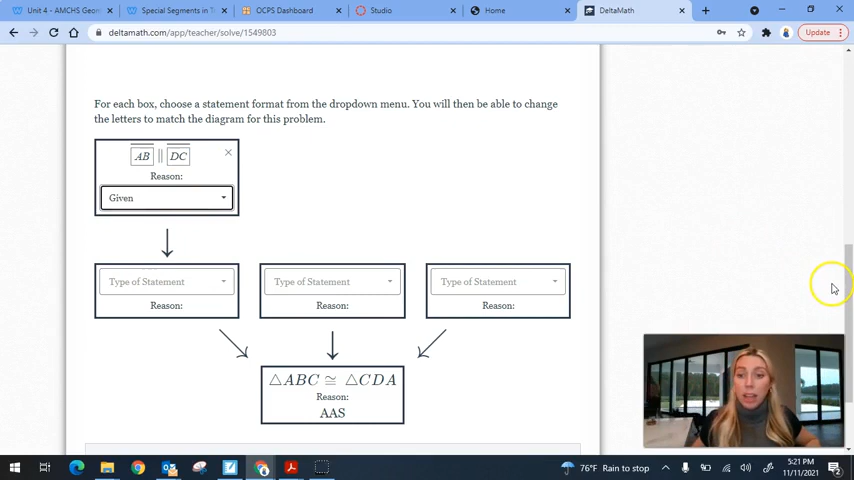 Unit 4 - AMCHS Geom
Special Segments in T
OCPS Dashboard
Studio
Home
DeltaMath
deltamath.com/app/teacher/solve/1549803
Update
For each box, choose a statement format from the dropdown menu. You will then be able to change
the letters to match the diagram for this problem.
AB || DC
Reason:
Given
Type of Statement
Type of Statement
Type of Statement
Reason:
Reason:
Reason:
△ABC ≅ △CDA
Reason:
AAS
76°F Rain to stop
5:21 PM
11/11/2021
2